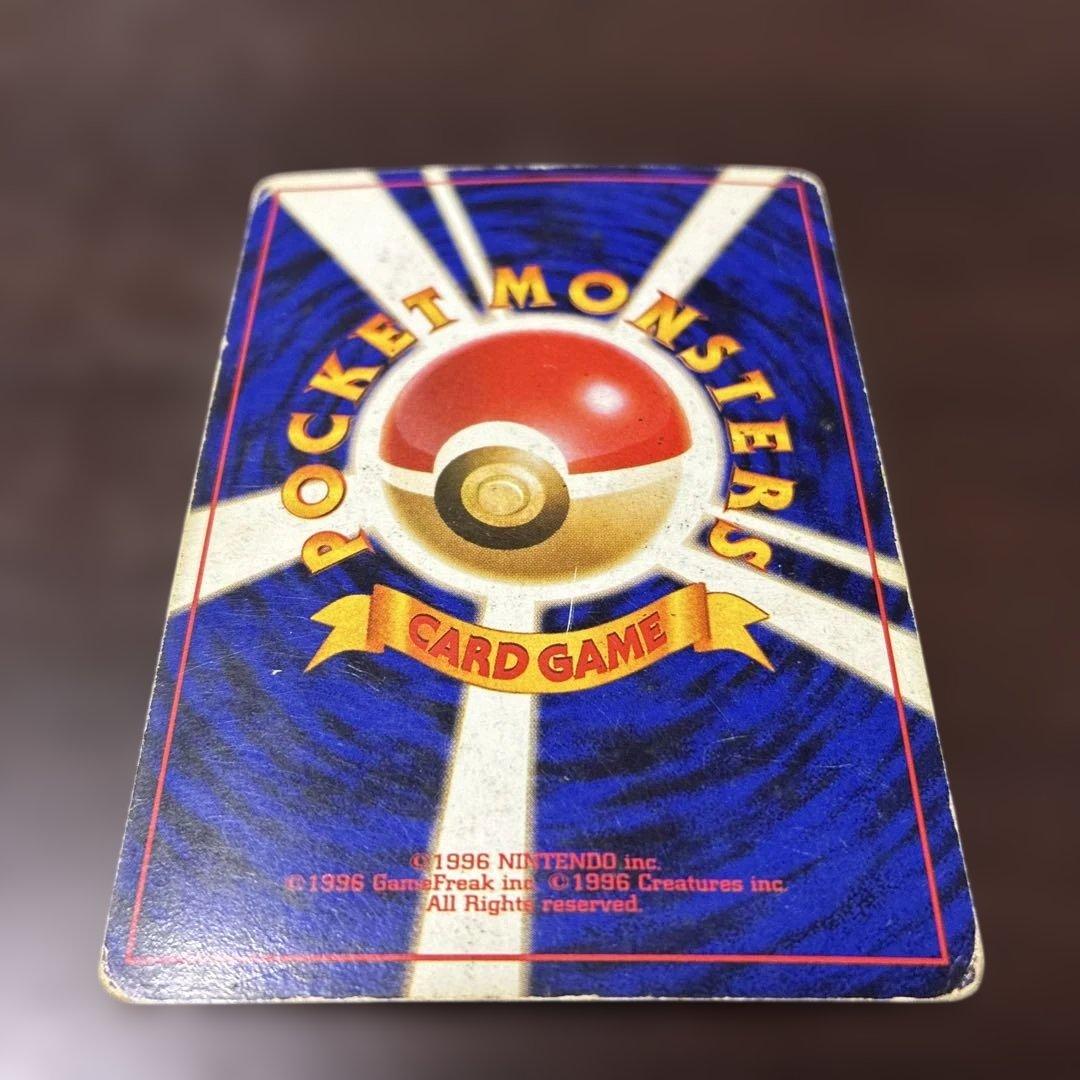 POCKET MONSTERS
CARD GAME
©1996 NINTENDO inc.
©1996 GameFreak inc. ©1996 Creatures inc.
All Rights reserved.